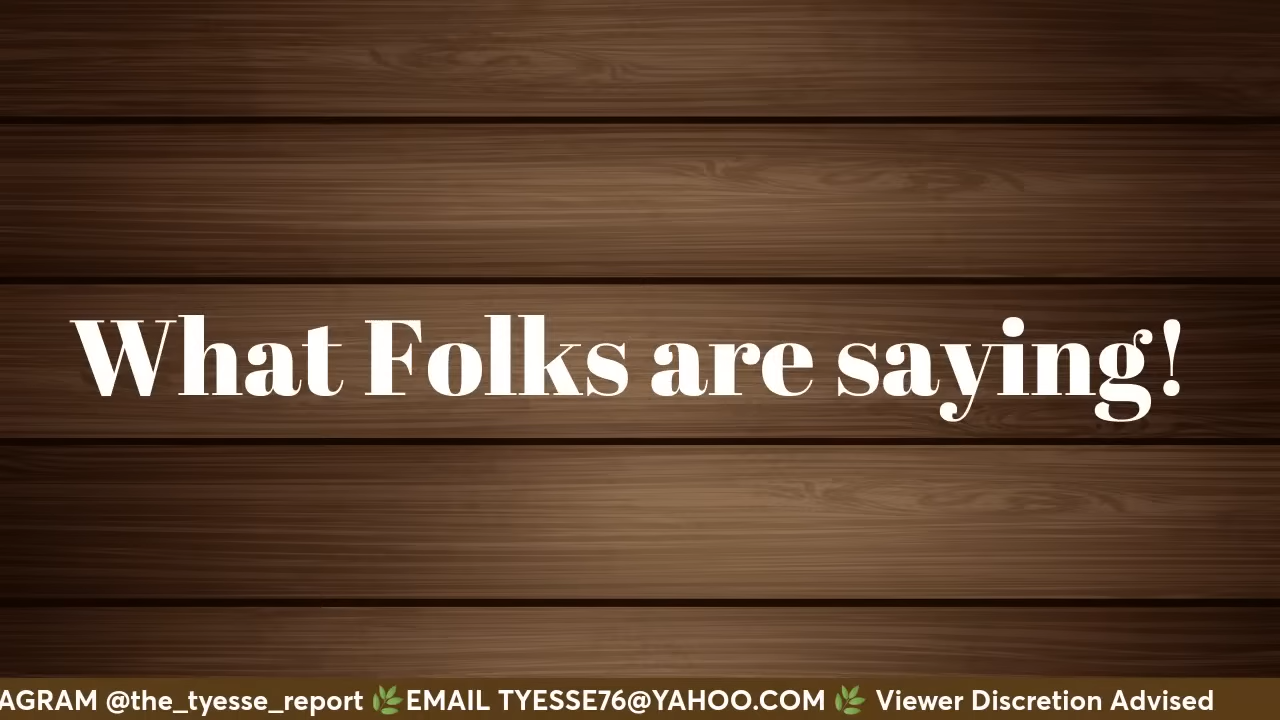 What Folks are saying!
AGRAM @the_tyesse_report 🌿EMAIL TYESSE76@YAHOO.COM 🌿 Viewer Discretion Advised